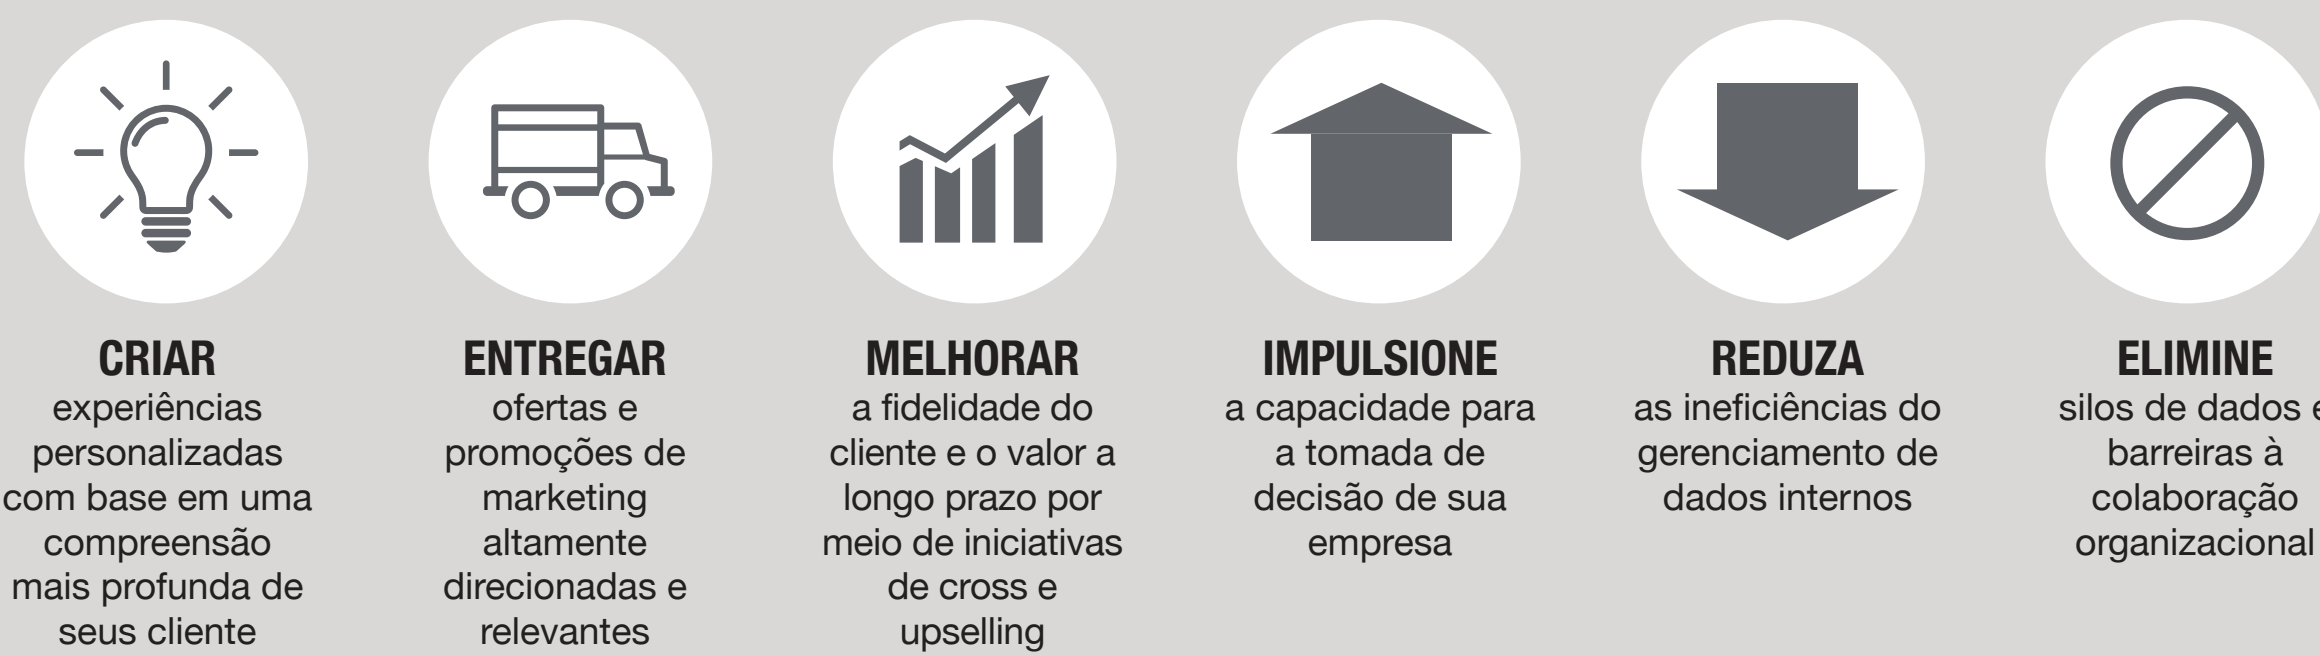 CRIAR
experiências
personalizadas
com base em uma
compreensão
mais profunda de
seus cliente
ENTREGAR
ofertas e
promoções de
marketing
altamente
direcionadas e
relevantes
MELHORAR
a fidelidade do
cliente e o valor a
longo prazo por
meio de iniciativas
de cross e
upselling
IMPULSIONE
a capacidade para
a tomada de
decisão de sua
empresa
REDUZA
as ineficiências do
gerenciamento de
dados internos
ELIMINE
silos de dados e
barreiras à
colaboração
organizacional